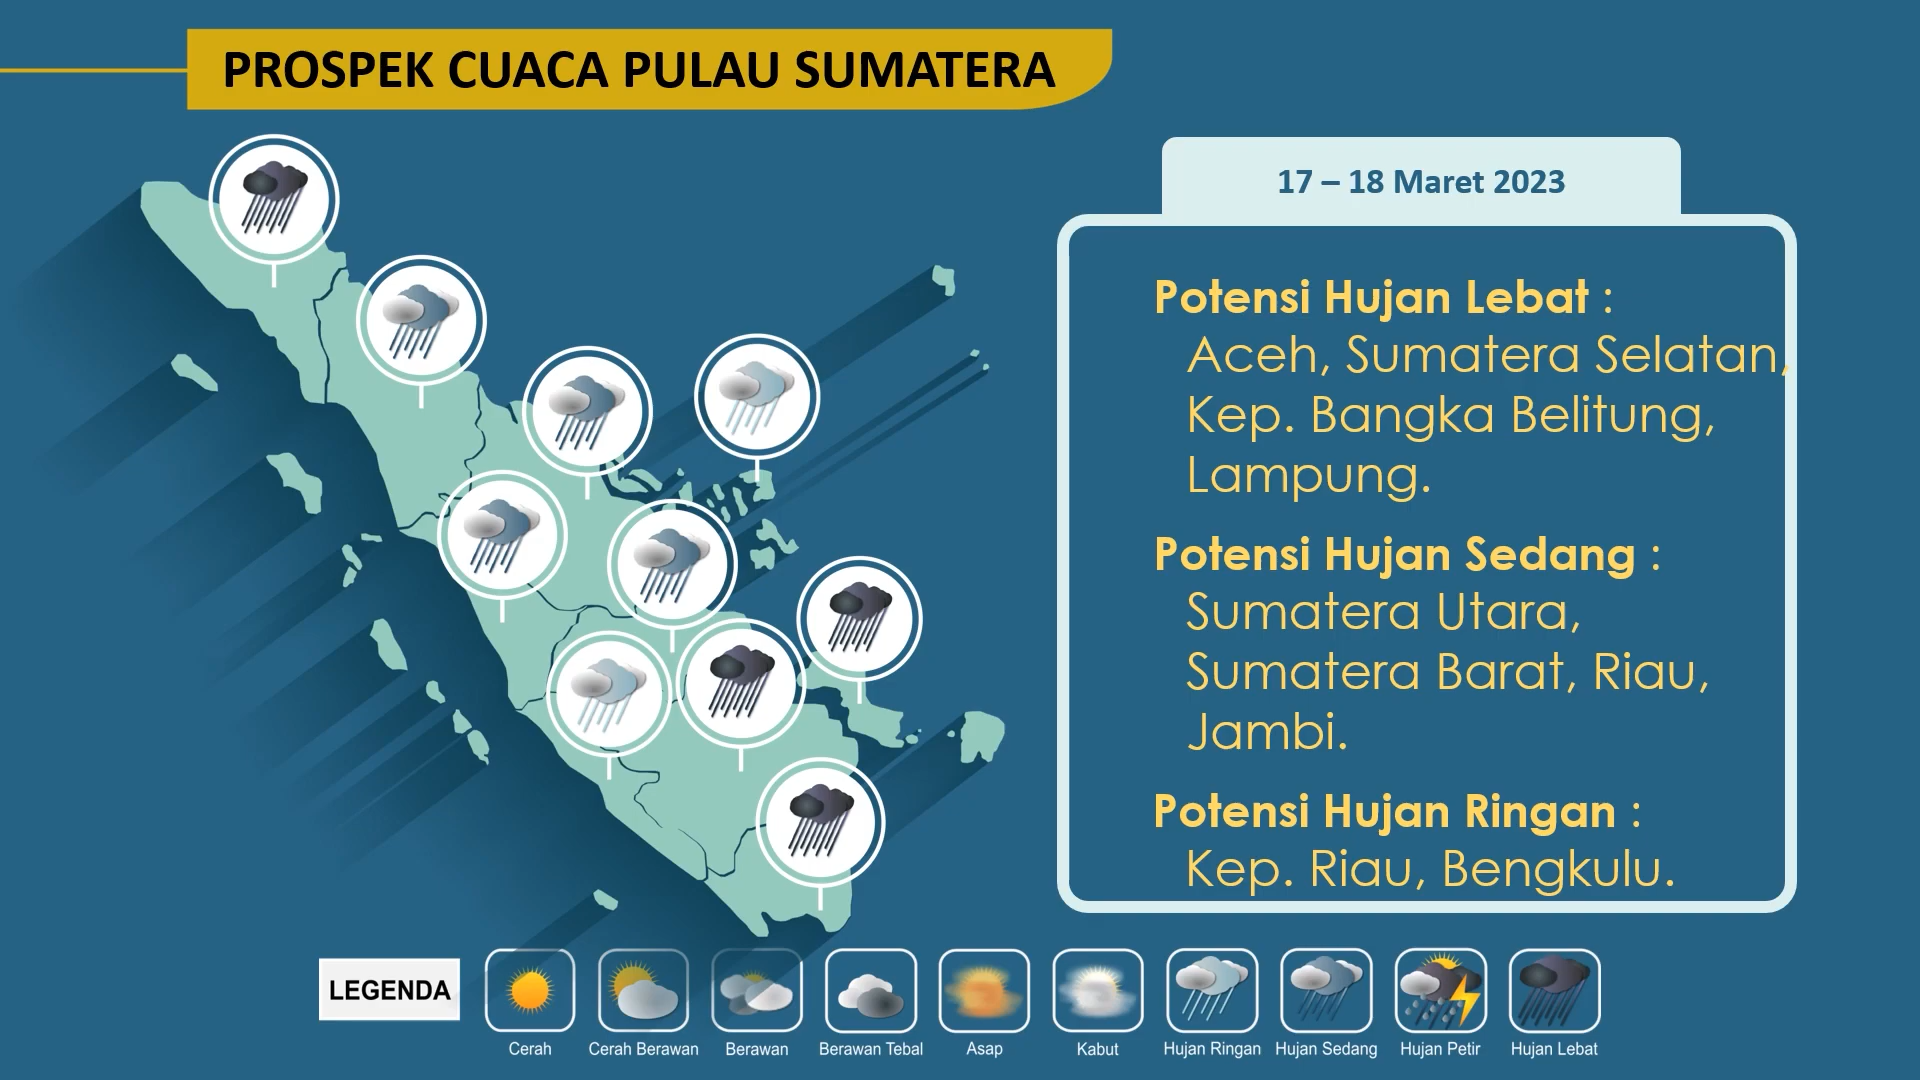 PROSPEK CUACA PULAU SUMATERA
17 – 18 Maret 2023
Potensi Hujan Lebat :
Aceh, Sumatera Selatan,
Kep. Bangka Belitung,
Lampung.
Potensi Hujan Sedang :
Sumatera Utara,
Sumatera Barat, Riau,
Jambi.
Potensi Hujan Ringan :
Kep. Riau, Bengkulu.
LEGENDA
Cerah
Cerah Berawan
Berawan
Berawan Tebal
Asap
Kabut
Hujan Ringan
Hujan Sedang
Hujan Petir
Hujan Lebat